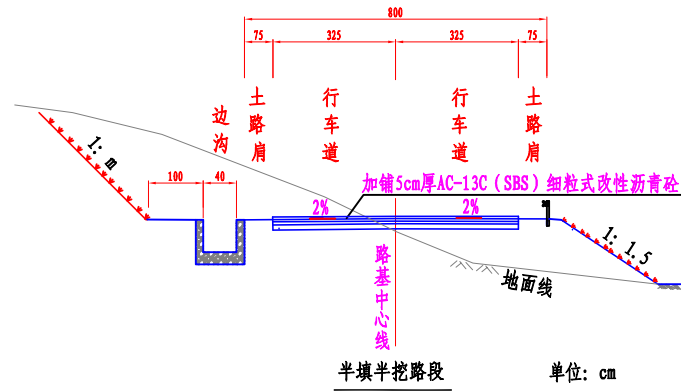 800
75 325 325 75
土路肩
行车道
行车道
土路肩
边沟
1: m
100 40
加铺5cm厚AC-13C(SBS)细粒式改性沥青砼
2% 2%
1: 1.5
地面线
路基中心线
半填半挖路段
单位: cm